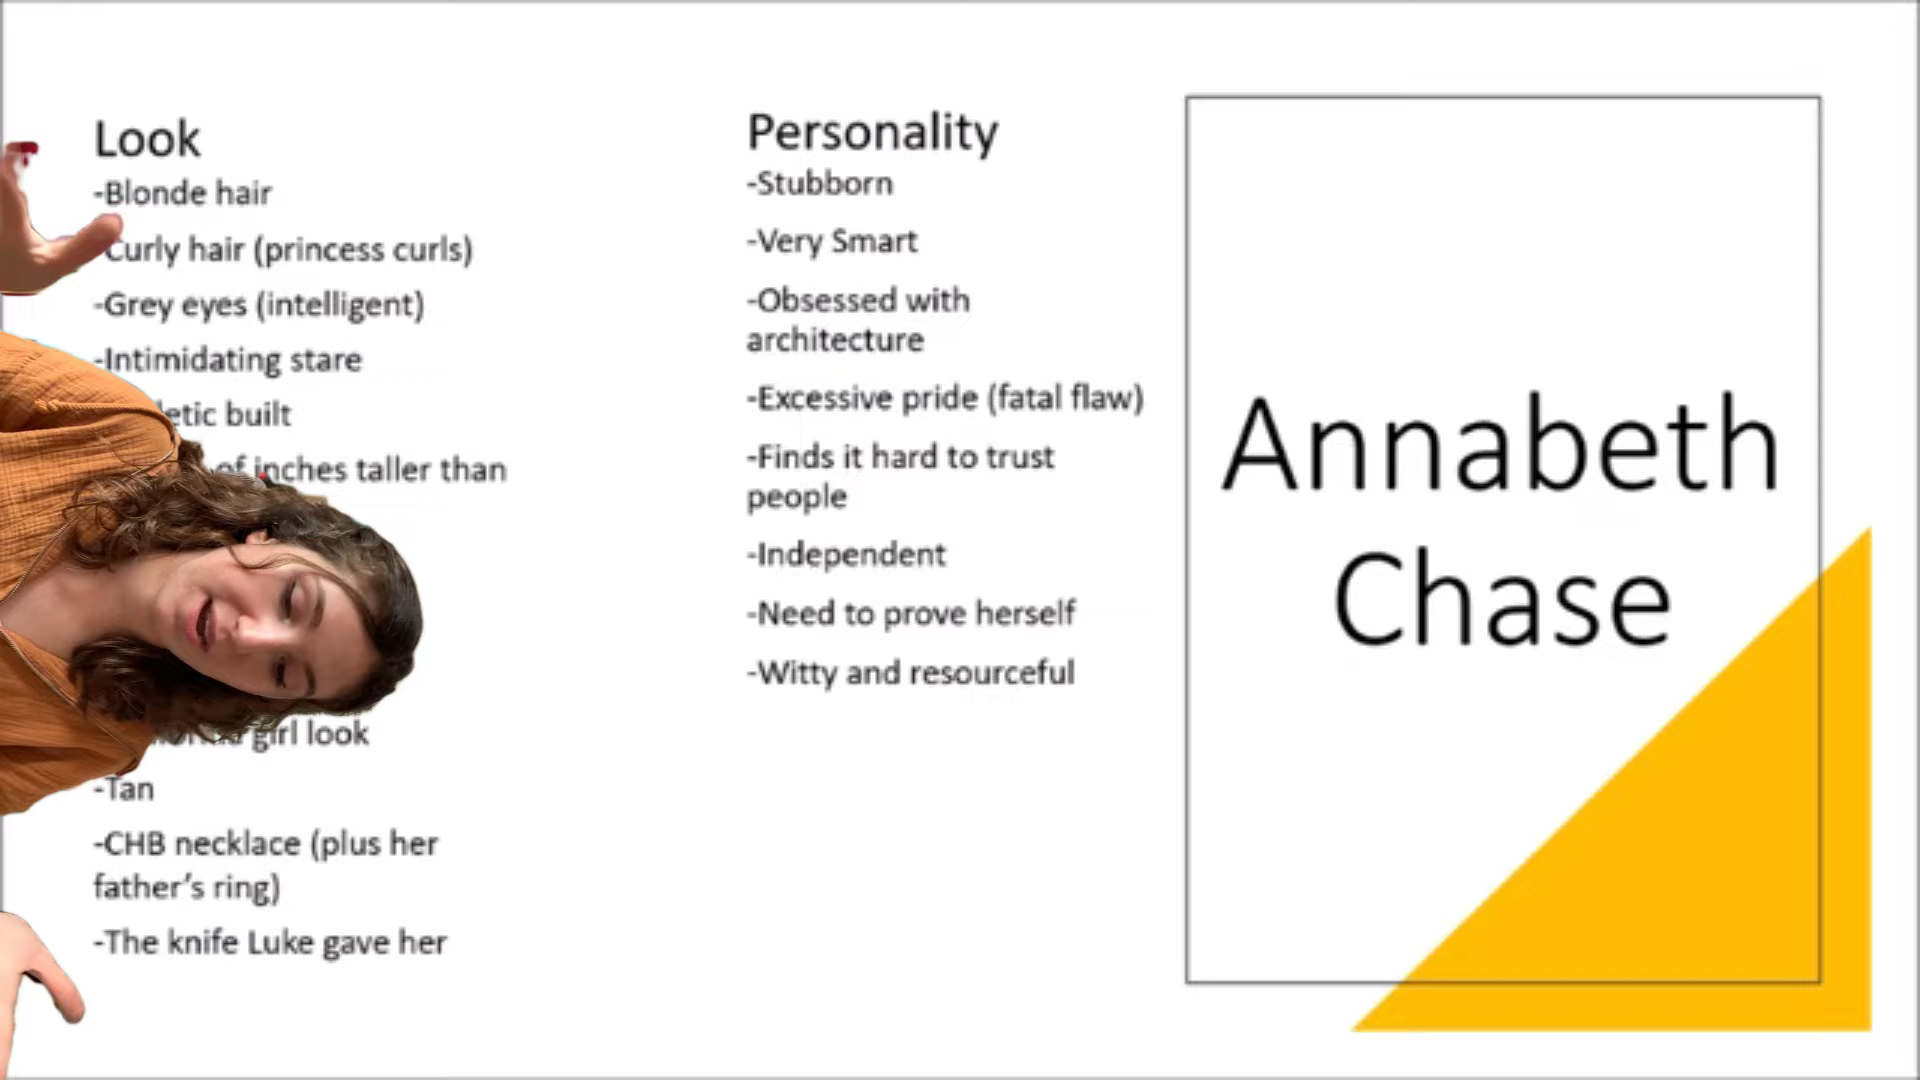 Look
-Blonde hair
Curly hair (princess curls)
-Grey eyes (intelligent)
-Intimidating stare
built
of inches taller than
girl look
-Tan
-CHB necklace (plus her
father's ring)
-The knife Luke gave her
Personality
-Stubborn
-Very Smart
-Obsessed with
architecture
-Excessive pride (fatal flaw)
-Finds it hard to trust
people
-Independent
-Need to prove herself
-Witty and resourceful
Annabeth
Chase